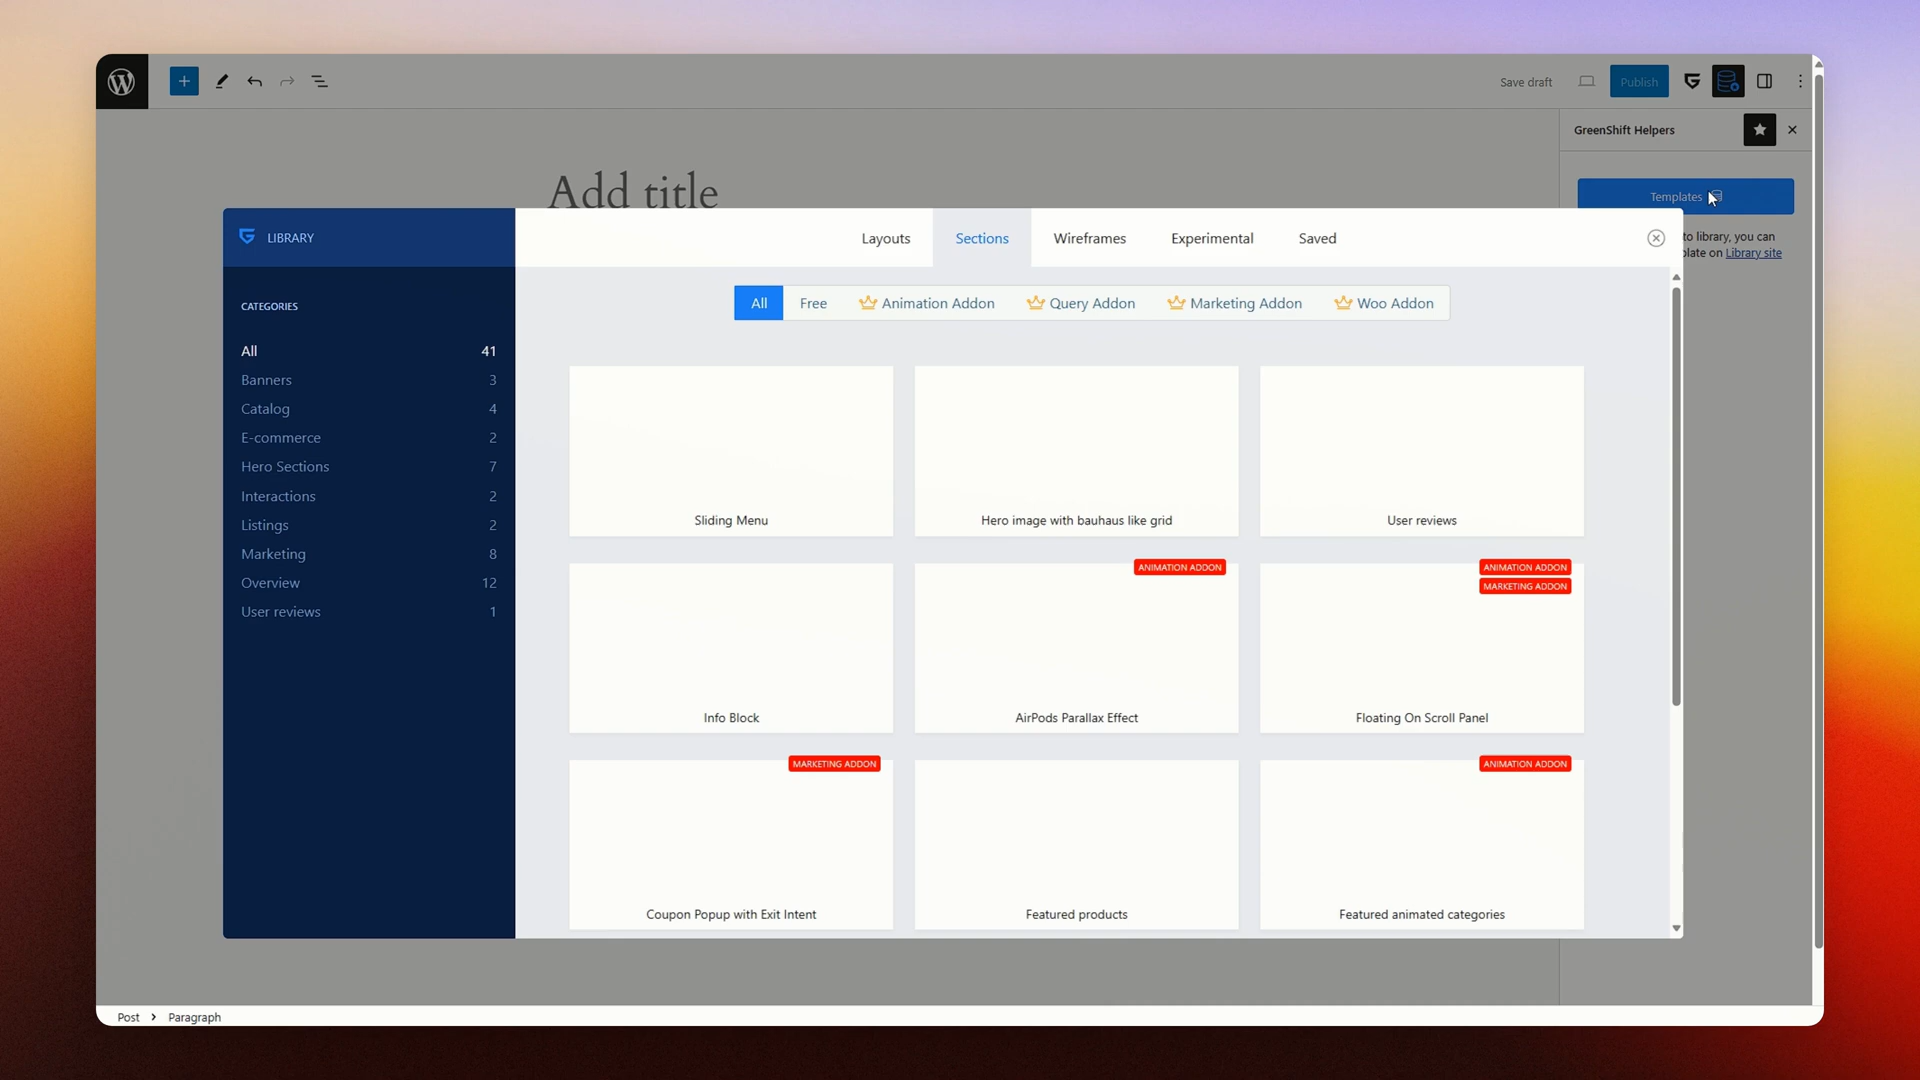 Save draft
Publish
GreenShift Helpers
Add title
Templates
to library, you can
plate on Library site
LIBRARY
Layouts
Sections
Wireframes
Experimental
Saved
CATEGORIES
All 41
Banners 3
Catalog 4
E-commerce 2
Hero Sections 7
Interactions 2
Listings 2
Marketing 8
Overview 12
User reviews 1
All
Free
Animation Addon
Query Addon
Marketing Addon
Woo Addon
Sliding Menu
Hero image with bauhaus like grid
User reviews
ANIMATION ADDON
ANIMATION ADDON
MARKETING ADDON
Info Block
AirPods Parallax Effect
Floating On Scroll Panel
MARKETING ADDON
ANIMATION ADDON
Coupon Popup with Exit Intent
Featured products
Featured animated categories
Post > Paragraph